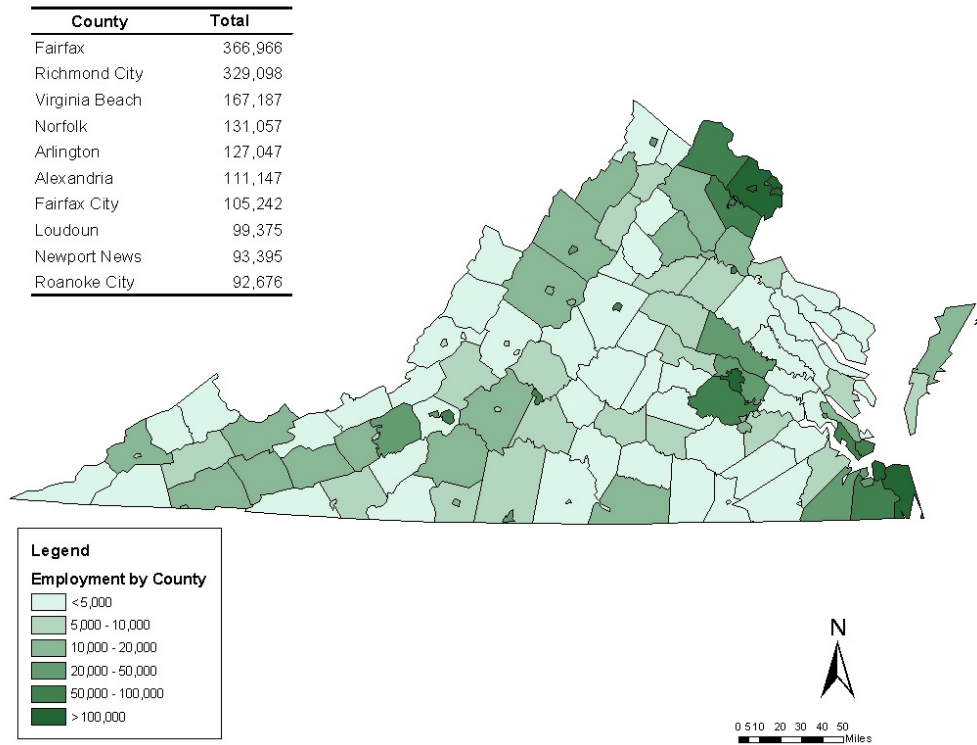 County Total
Fairfax 366,966
Richmond City 329,098
Virginia Beach 167,187
Norfolk 131,057
Arlington 127,047
Alexandria 111,147
Fairfax City 105,242
Loudoun 99,375
Newport News 93,395
Roanoke City 92,676
Legend
Employment by County
<5,000
5,000 - 10,000
10,000 - 20,000
20,000 - 50,000
50,000 - 100,000
> 100,000
N
0 5 10 20 30 40 50
Miles